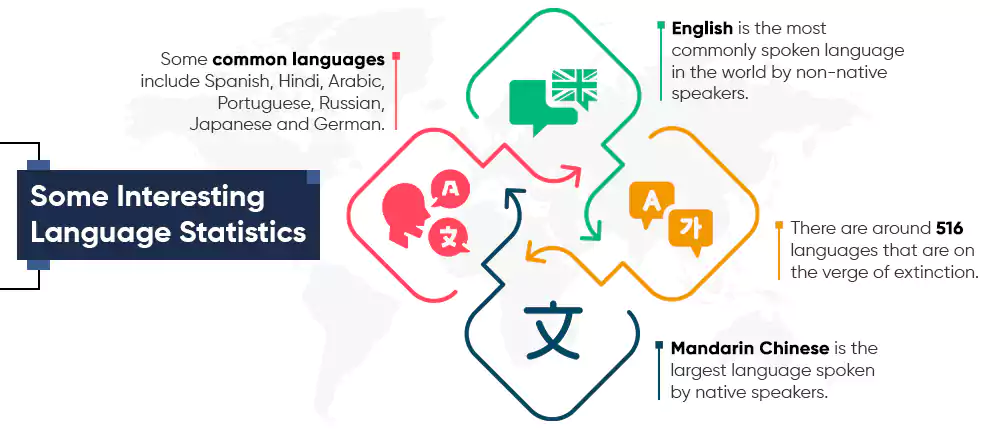 Some Interesting
Language Statistics
Some common languages
include Spanish, Hindi, Arabic,
Portuguese, Russian,
Japanese and German.
English is the most
commonly spoken language
in the world by non-native
speakers.
A
文
A
가
There are around 516
languages that are on
the verge of extinction.
文
Mandarin Chinese is the
largest language spoken
by native speakers.